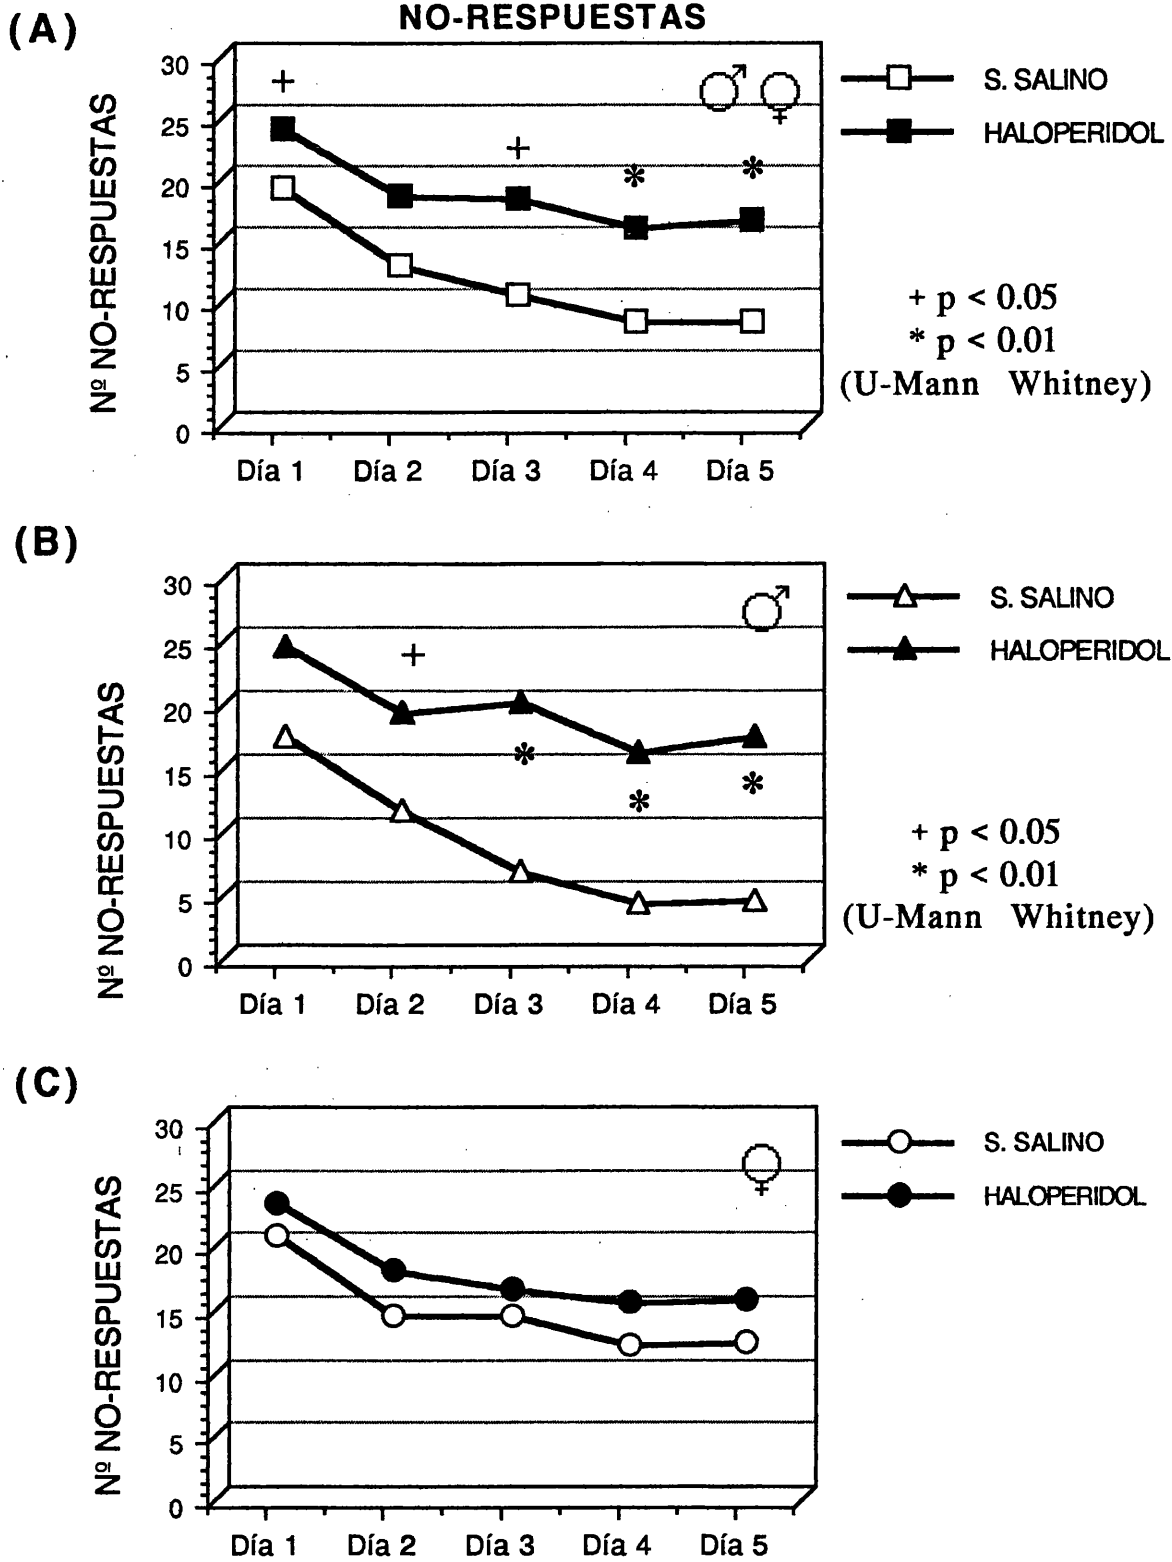 NO-RESPUESTAS
(A)
30
25
20
15
10
5
0
Nº NO-RESPUESTAS
+
+
*
*
♂ ♀
S. SALINO
HALOPERIDOL
+ p < 0.05
* p < 0.01
(U-Mann Whitney)
Día 1 Día 2 Día 3 Día 4 Día 5
(B)
30
25
20
15
10
5
0
Nº NO-RESPUESTAS
+
*
*
*
♂
S. SALINO
HALOPERIDOL
+ p < 0.05
* p < 0.01
(U-Mann Whitney)
Día 1 Día 2 Día 3 Día 4 Día 5
(C)
30
25
20
15
10
5
0
Nº NO-RESPUESTAS
♀
S. SALINO
HALOPERIDOL
Día 1 Día 2 Día 3 Día 4 Día 5